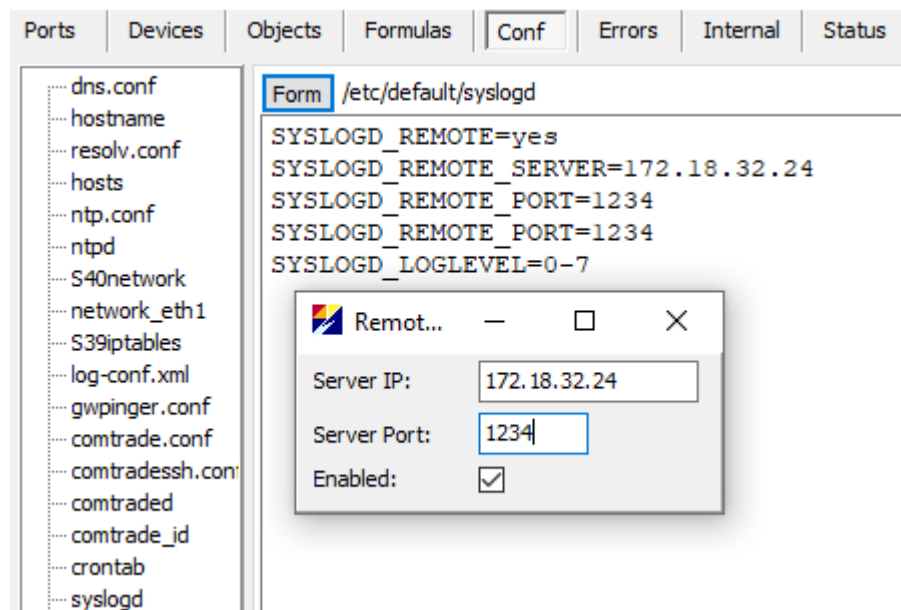 Ports Devices Objects Formulas Conf Errors Internal Status
dns.conf
hostname
resolv.conf
hosts
ntp.conf
ntpd
S40network
network_eth1
S39iptables
log-conf.xml
gwpinger.conf
comtrade.conf
comtradessh.conf
comtraded
comtrade_id
crontab
syslogd
Form /etc/default/syslogd
SYSLOGD_REMOTE=yes
SYSLOGD_REMOTE_SERVER=172.18.32.24
SYSLOGD_REMOTE_PORT=1234
SYSLOGD_REMOTE_PORT=1234
SYSLOGD_LOGLEVEL=0-7
Remot...
Server IP: 172.18.32.24
Server Port: 1234
Enabled: